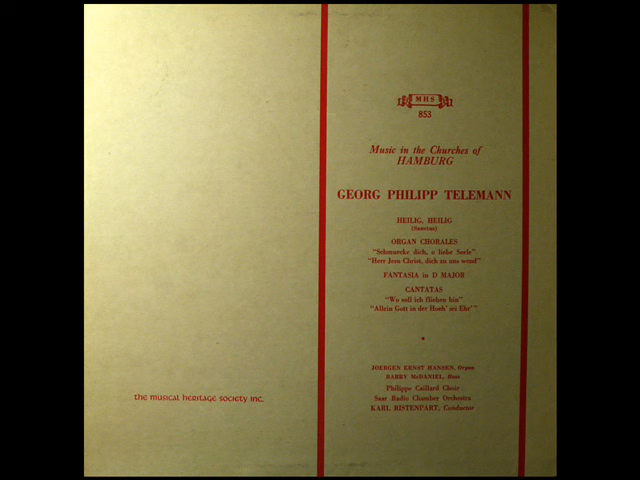 MHS
853
Music in the Churches of
HAMBURG
GEORG PHILIPP TELEMANN
HEILIG, HEILIG
(Sanctus)
ORGAN CHORALES
"Schmuecke dich, o liebe Seele"
"Herr Jesu Christ, dich zu uns wend"
FANTASIA in D MAJOR
CANTATAS
"Wo soll ich fliehen hin"
"Allein Gott in der Hoeh' sei Ehr'"
JOERGEN ERNST HANSEN, Organ
BARRY McDANIEL, Bass
Philippe Caillard Choir
Saar Radio Chamber Orchestra
KARL RISTENPART, Conductor
the musical heritage society inc.